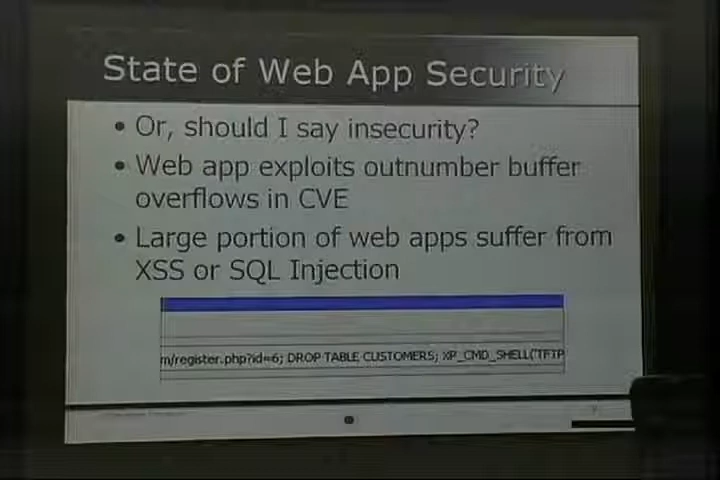 State of Web App Security
• Or, should I say insecurity?
• Web app exploits outnumber buffer
overflows in CVE
• Large portion of web apps suffer from
XSS or SQL Injection
m/register.php?id=6; DROP TABLE CUSTOMERS; XP_CMD_SHELL("TFTP